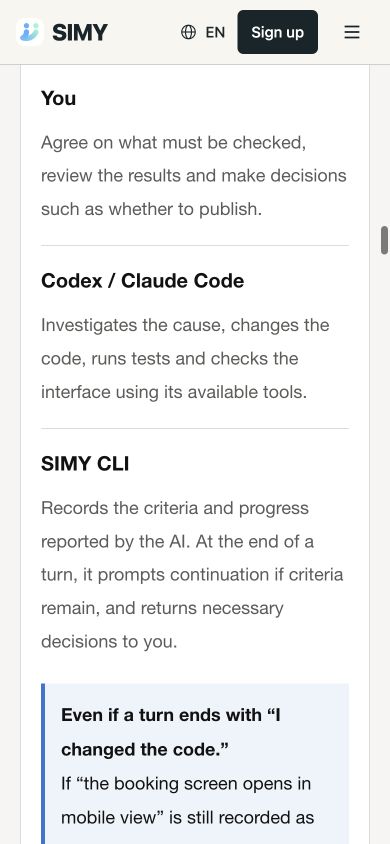 SIMY
EN
Sign up
You
Agree on what must be checked,
review the results and make decisions
such as whether to publish.
Codex / Claude Code
Investigates the cause, changes the
code, runs tests and checks the
interface using its available tools.
SIMY CLI
Records the criteria and progress
reported by the AI. At the end of a
turn, it prompts continuation if criteria
remain, and returns necessary
decisions to you.
Even if a turn ends with “I
changed the code.”
If “the booking screen opens in
mobile view” is still recorded as